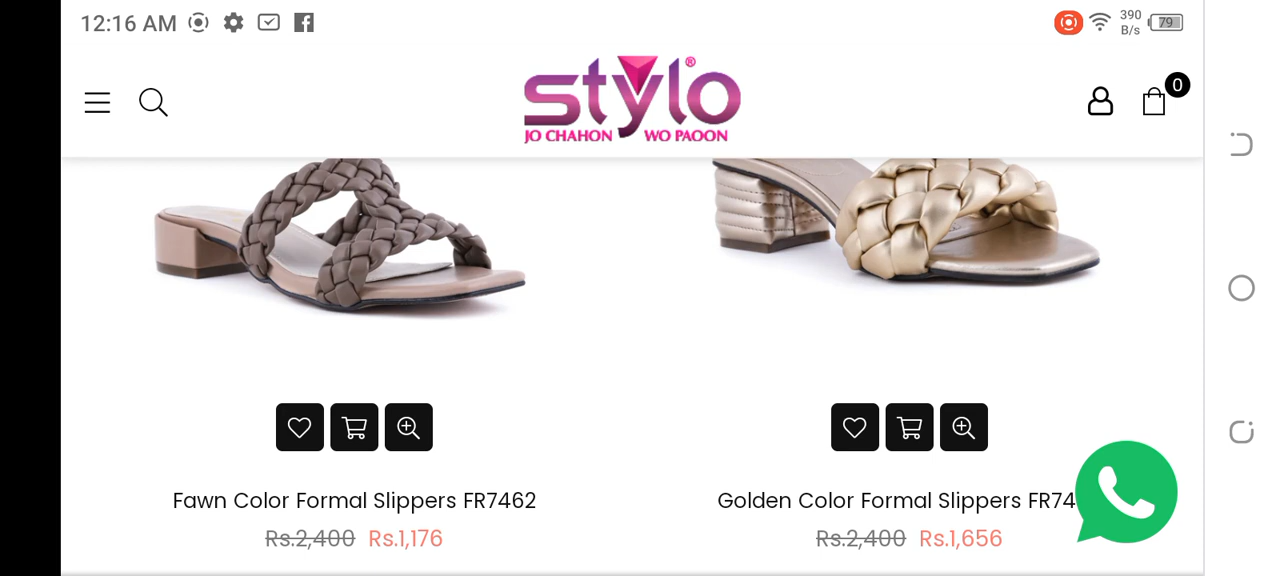 12:16 AM
390
B/s
79
stylo®
JO CHAHON WO PAOON
0
Fawn Color Formal Slippers FR7462
Rs.2,400 Rs.1,176
Golden Color Formal Slippers FR74
Rs.2,400 Rs.1,656